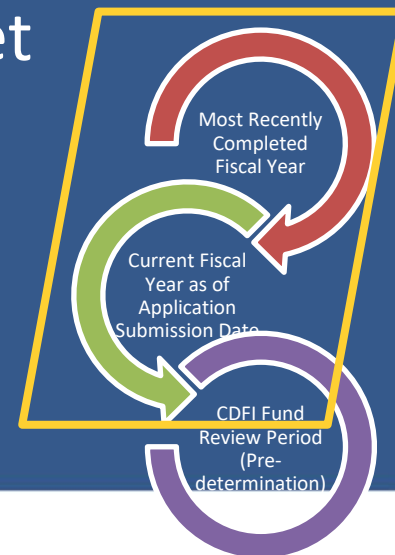 et
Most Recently
Completed
Fiscal Year
Current Fiscal
Year as of
Application
Submission Date
CDFI Fund
Review Period
(Pre-
determination)